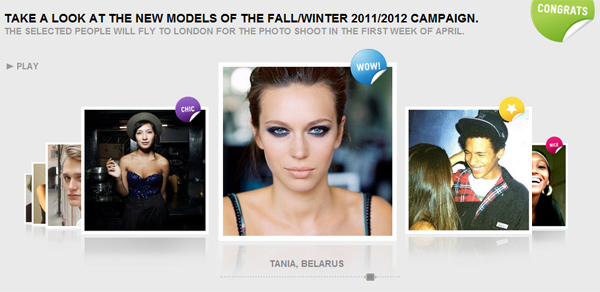 TAKE A LOOK AT THE NEW MODELS OF THE FALL/WINTER 2011/2012 CAMPAIGN.
THE SELECTED PEOPLE WILL FLY TO LONDON FOR THE PHOTO SHOOT IN THE FIRST WEEK OF APRIL.
CONGRATS
PLAY
WOW!
CHIC
NICE
TANIA, BELARUS